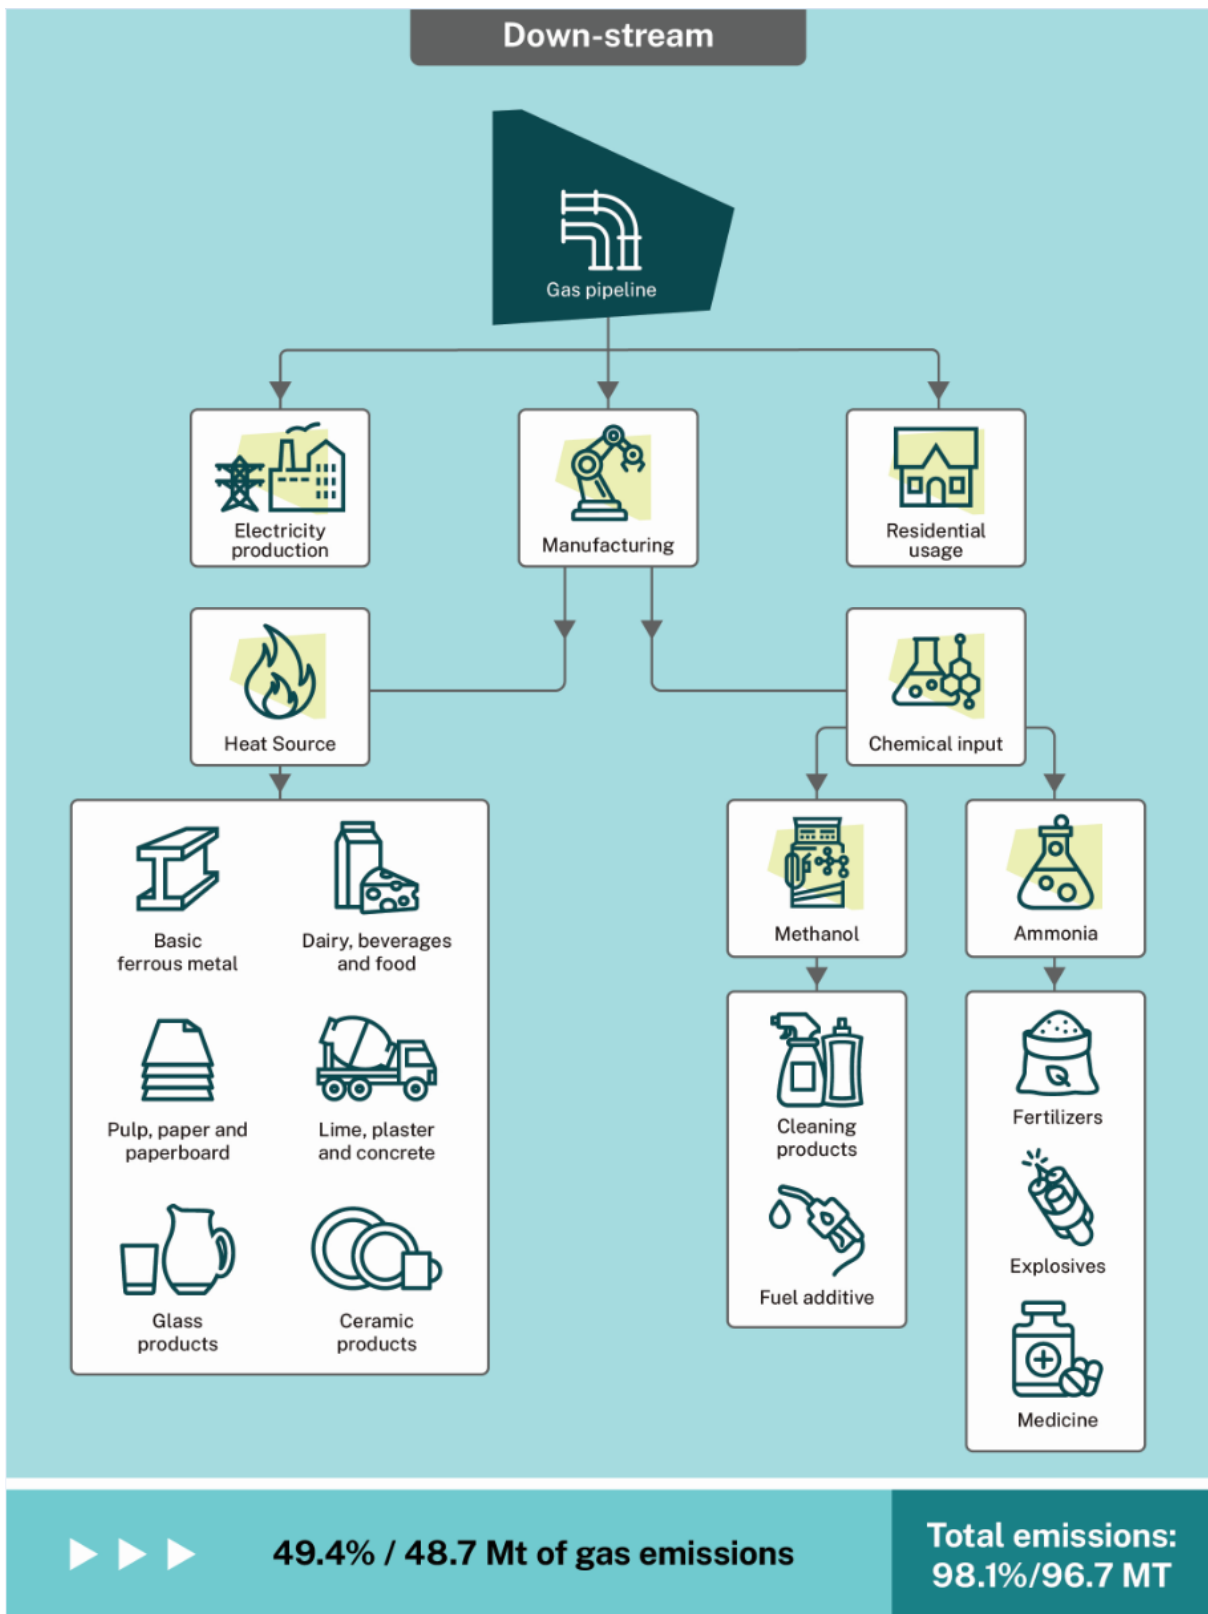 Down-stream
Gas pipeline
Electricity
production
Manufacturing
Residential
usage
Heat Source
Chemical input
Basic
ferrous metal
Dairy, beverages
and food
Pulp, paper and
paperboard
Lime, plaster
and concrete
Glass
products
Ceramic
products
Methanol
Ammonia
Cleaning
products
Fuel additive
Fertilizers
Explosives
Medicine
49.4% / 48.7 Mt of gas emissions
Total emissions:
98.1%/96.7 MT